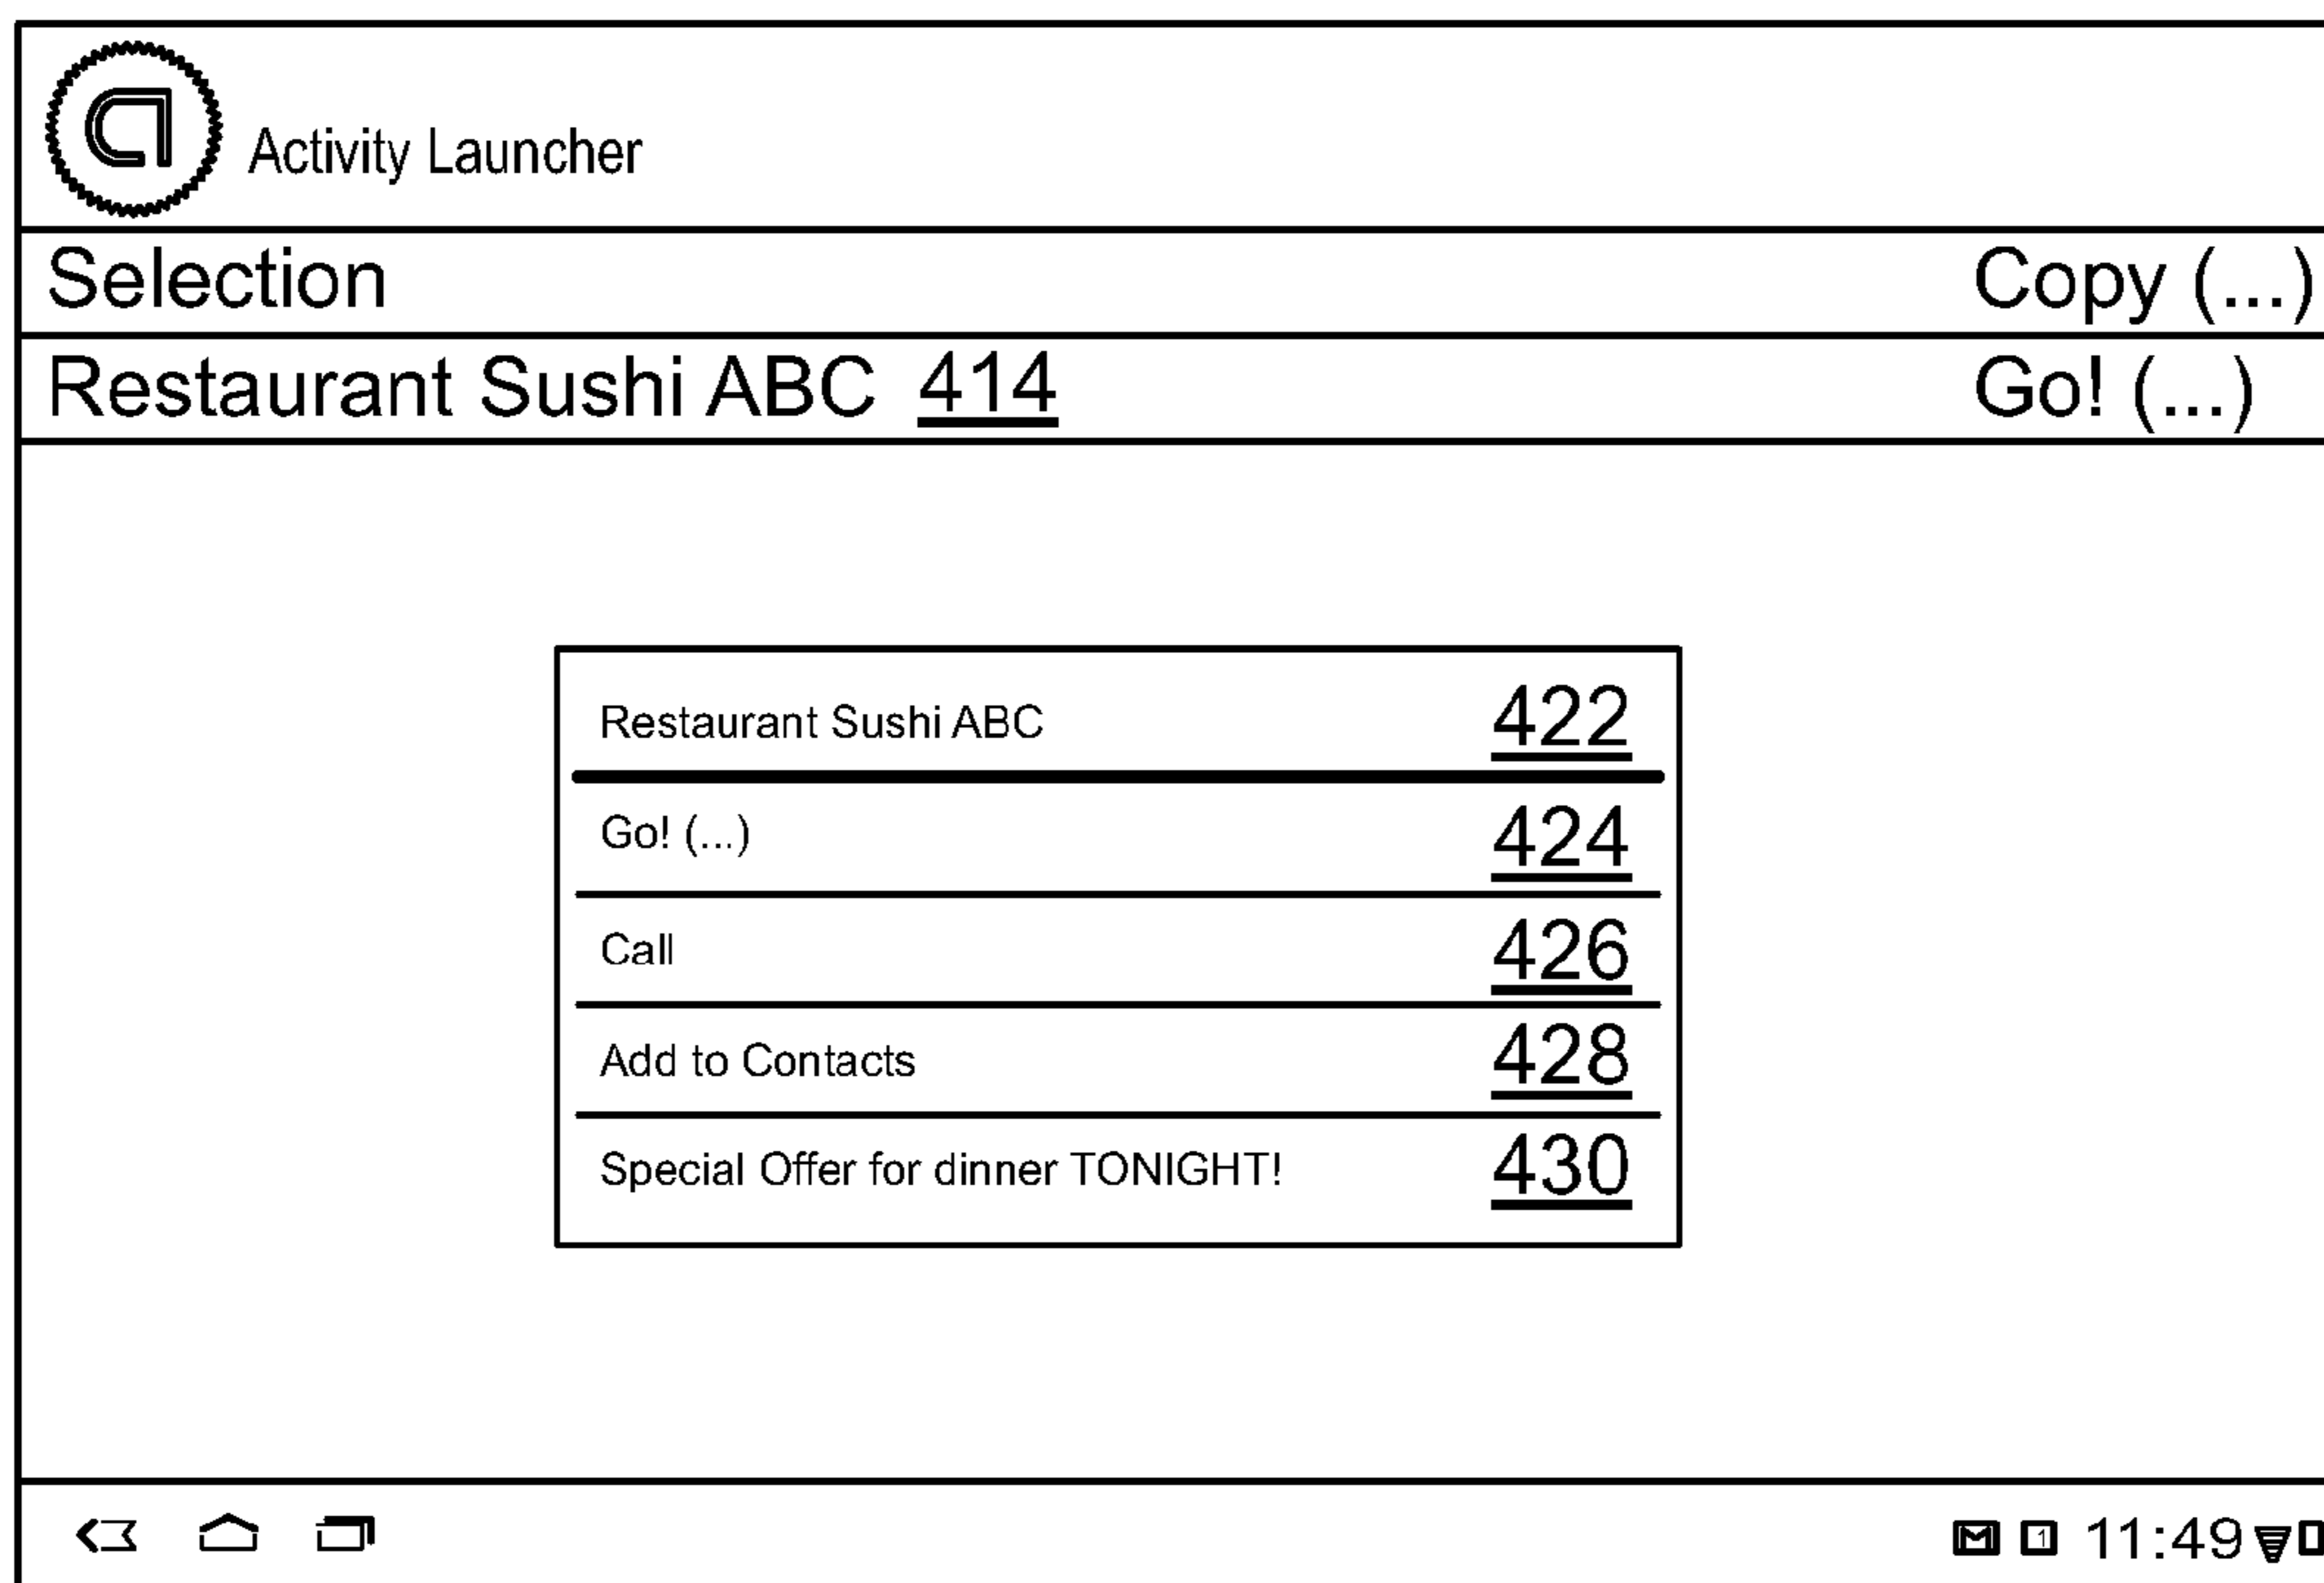 Activity Launcher
Selection Copy (...)
Restaurant Sushi ABC 414 Go! (...)
Restaurant Sushi ABC 422
Go! (...) 424
Call 426
Add to Contacts 428
Special Offer for dinner TONIGHT! 430
M 1 11:49